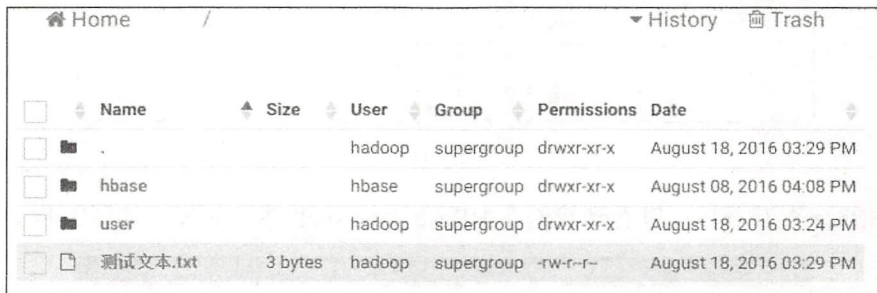 Home / History Trash
Name Size User Group Permissions Date
. hadoop supergroup drwxr-xr-x August 18, 2016 03:29 PM
hbase hbase supergroup drwxr-xr-x August 08, 2016 04:08 PM
user hadoop supergroup drwxr-xr-x August 18, 2016 03:24 PM
测试文本.txt 3 bytes hadoop supergroup -rw-r--r-- August 18, 2016 03:29 PM